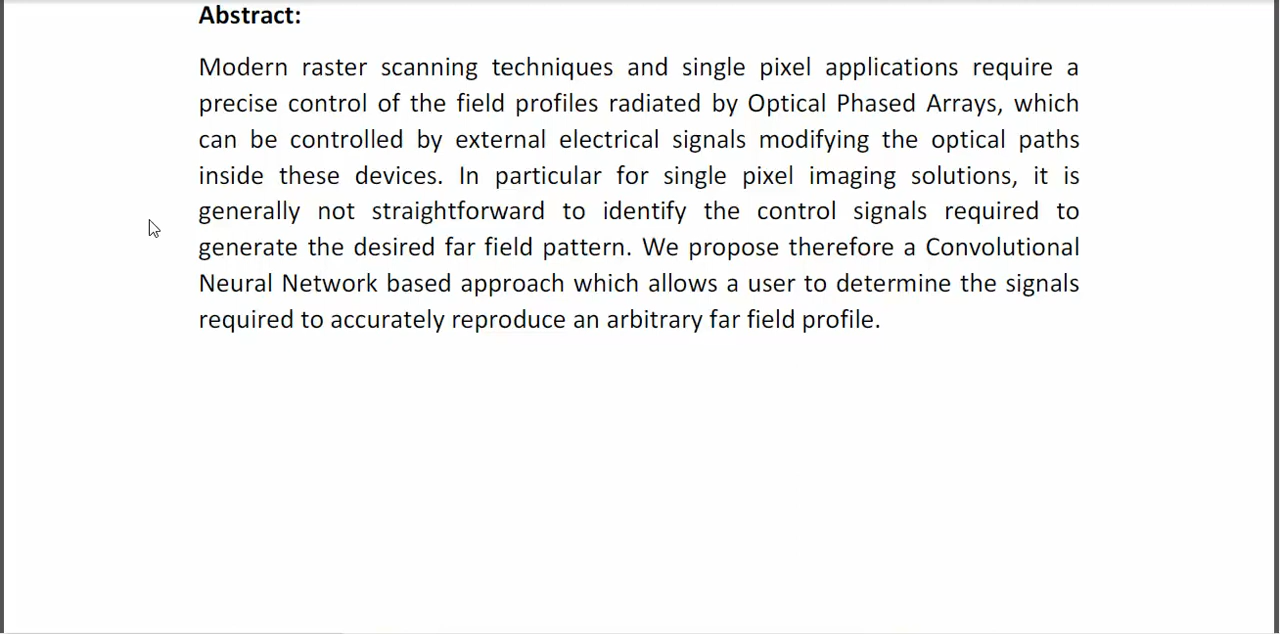 Abstract:
Modern raster scanning techniques and single pixel applications require a
precise control of the field profiles radiated by Optical Phased Arrays, which
can be controlled by external electrical signals modifying the optical paths
inside these devices. In particular for single pixel imaging solutions, it is
generally not straightforward to identify the control signals required to
generate the desired far field pattern. We propose therefore a Convolutional
Neural Network based approach which allows a user to determine the signals
required to accurately reproduce an arbitrary far field profile.